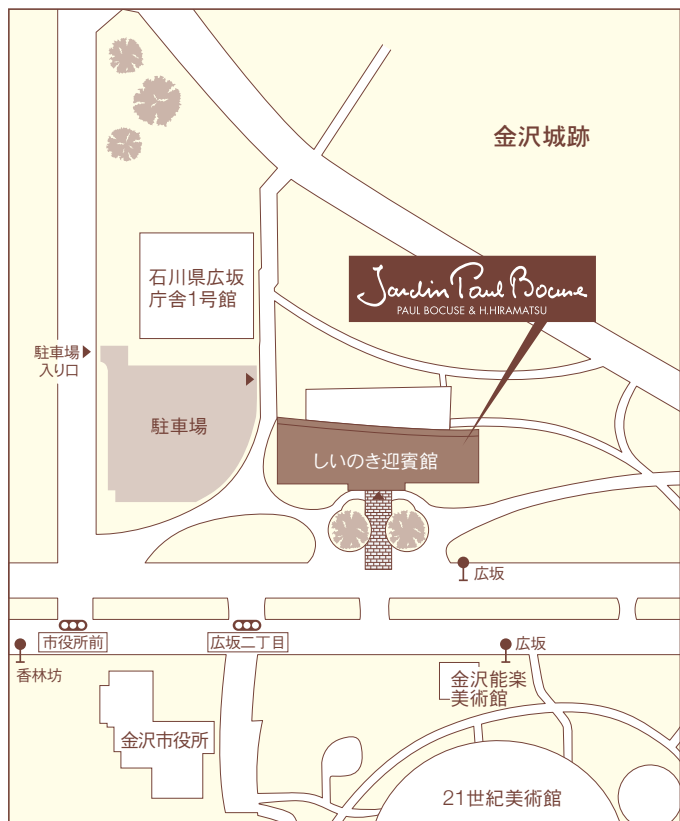 金沢城跡
石川県広坂
庁舎1号館
Jardin Paul Bocuse
PAUL BOCUSE & H.HIRAMATSU
駐車場
入り口
駐車場
しいのき迎賓館
広坂
市役所前
広坂二丁目
香林坊
広坂
金沢能楽
美術館
金沢市役所
21世紀美術館